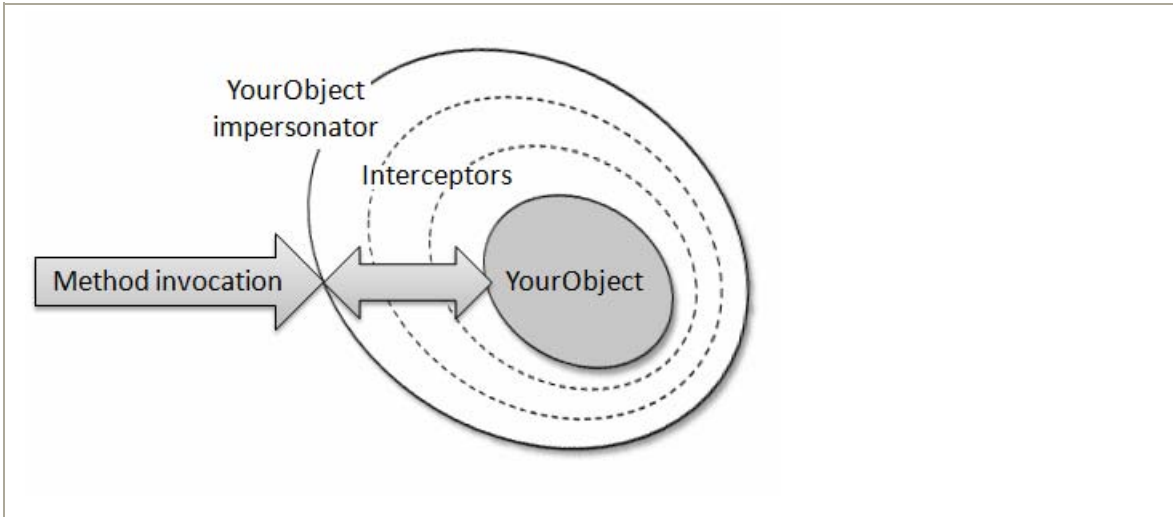 YourObject
impersonator
Interceptors
Method invocation
YourObject